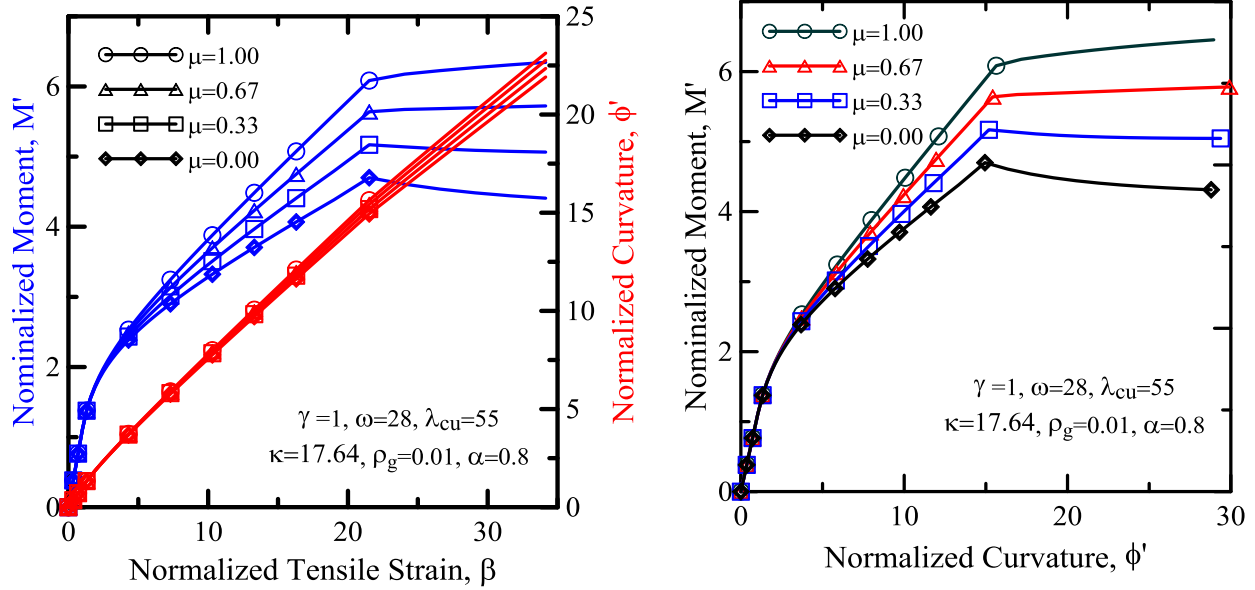 Nominalized Moment, M'
6
4
2
0
μ=1.00
μ=0.67
μ=0.33
μ=0.00
γ=1, ω=28, λcu=55
κ=17.64, ρg=0.01, α=0.8
25
20
15
10
5
0
Normalized Curvature, ϕ'
0 10 20 30
Normalized Tensile Strain, β
Nominalized Moment, M'
6
4
2
0
μ=1.00
μ=0.67
μ=0.33
μ=0.00
γ=1, ω=28, λcu=55
κ=17.64, ρg=0.01, α=0.8
0 10 20 30
Normalized Curvature, ϕ'